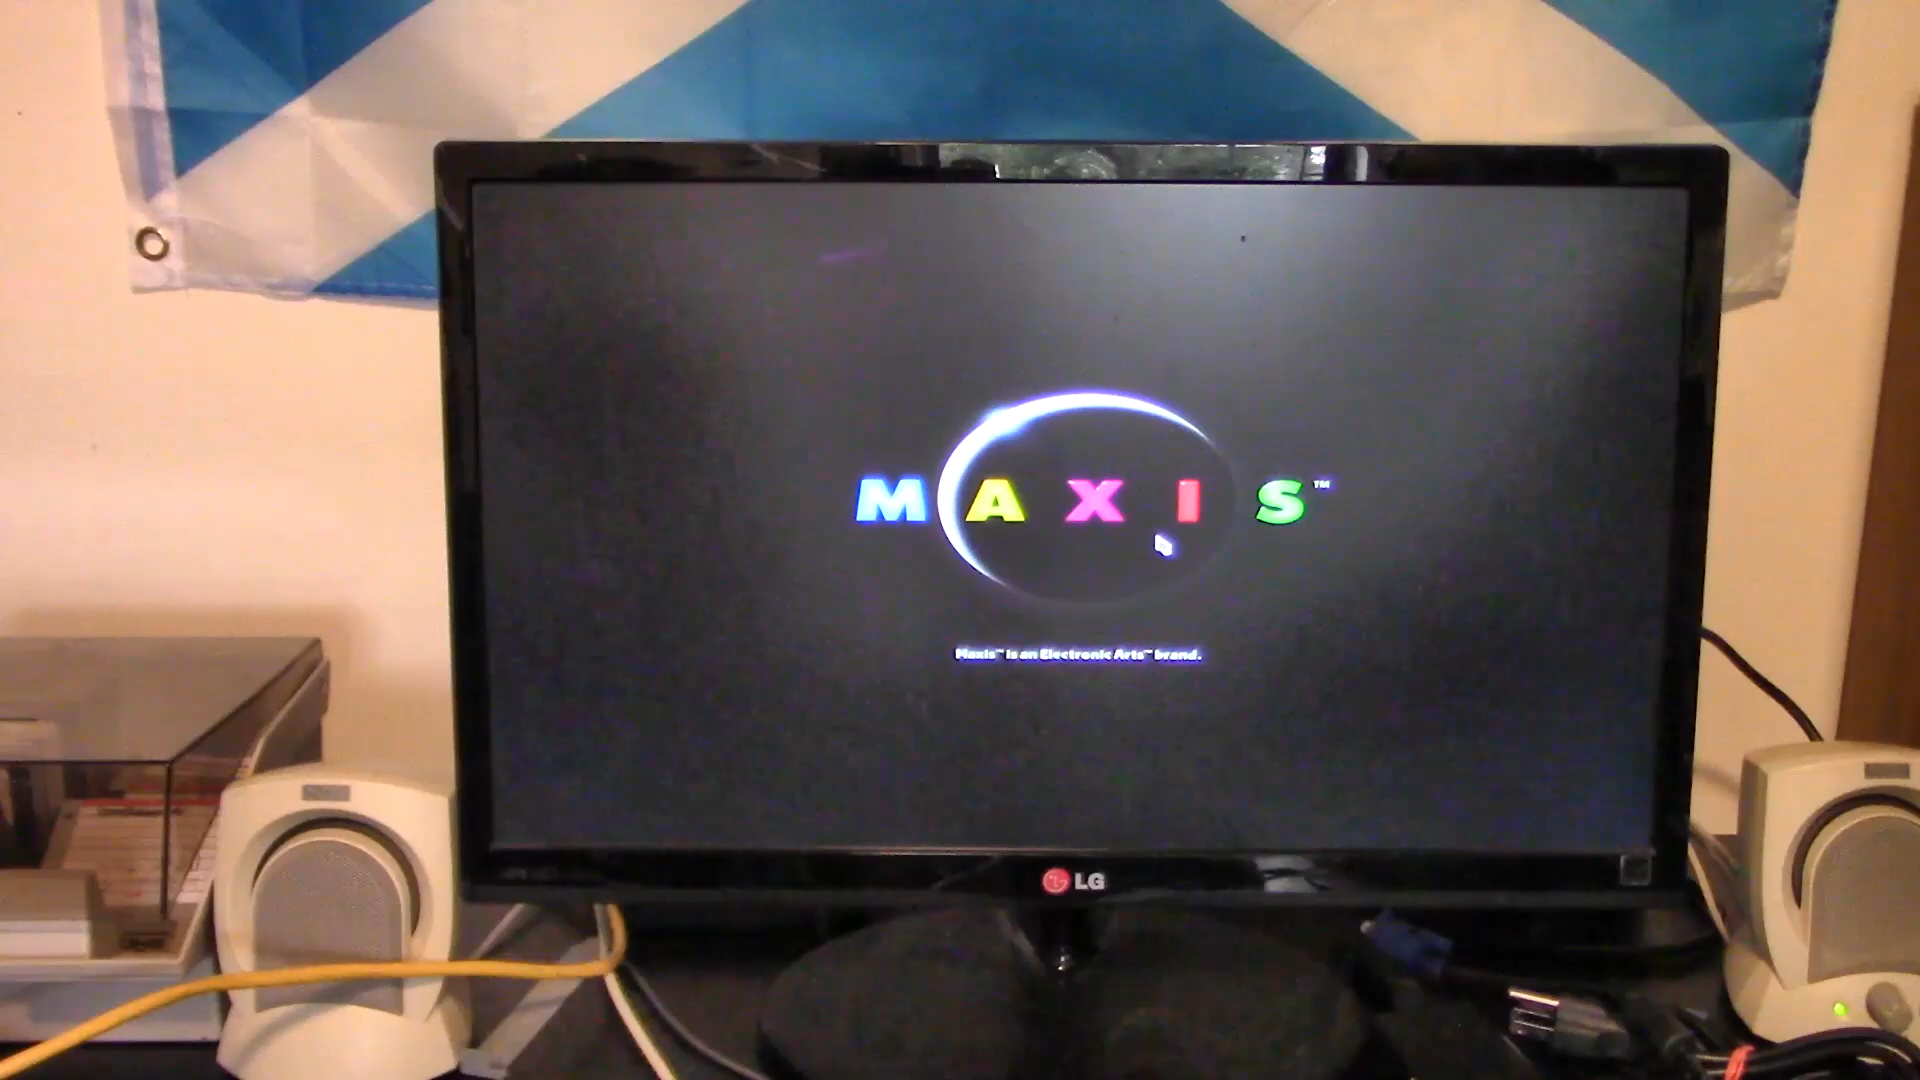 MAXIS™
Maxis™ is an Electronic Arts™ brand.
LG